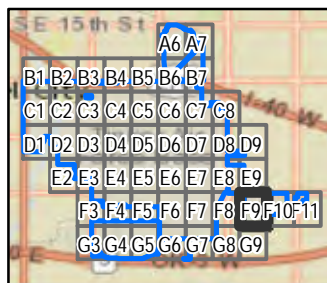 SE 15th St
A6 A7
B1 B2 B3 B4 B5 B6 B7
I-40 W
C1 C2 C3 C4 C5 C6 C7 C8
D1 D2 D3 D4 D5 D6 D7 D8 D9
E2 E3 E4 E5 E6 E7 E8 E9
F3 F4 F5 F6 F7 F8 F9 F10 F11
G3 G4 G5 G6 G7 G8 G9